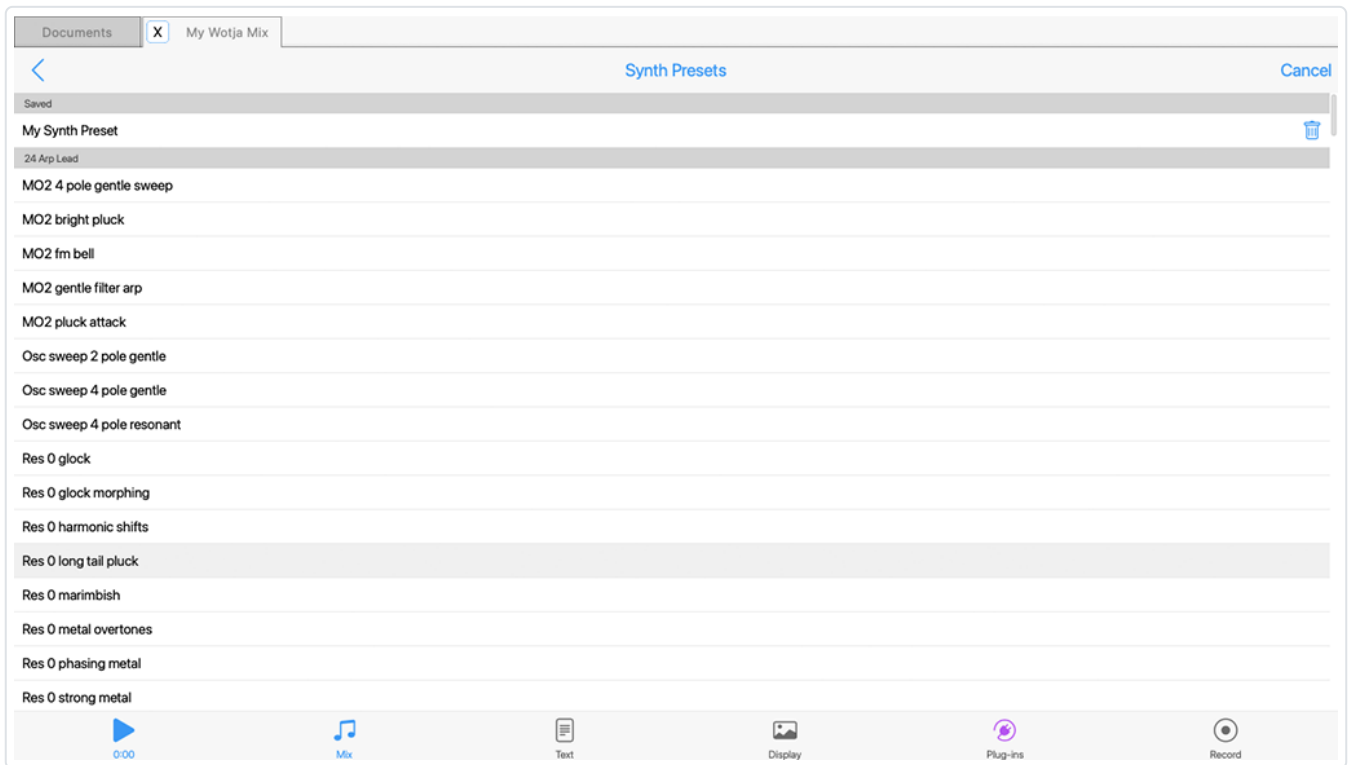 Documents X My Wotja Mix
Synth Presets Cancel
Saved
My Synth Preset
24 Arp Lead
MO2 4 pole gentle sweep
MO2 bright pluck
MO2 fm bell
MO2 gentle filter arp
MO2 pluck attack
Osc sweep 2 pole gentle
Osc sweep 4 pole gentle
Osc sweep 4 pole resonant
Res 0 glock
Res 0 glock morphing
Res 0 harmonic shifts
Res 0 long tail pluck
Res 0 marimbish
Res 0 metal overtones
Res 0 phasing metal
Res 0 strong metal
0:00 Mix Text Display Plug-ins Record